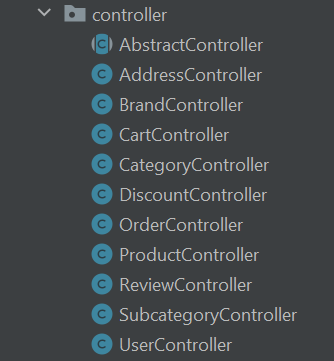 controller
AbstractController
AddressController
BrandController
CartController
CategoryController
DiscountController
OrderController
ProductController
ReviewController
SubcategoryController
UserController